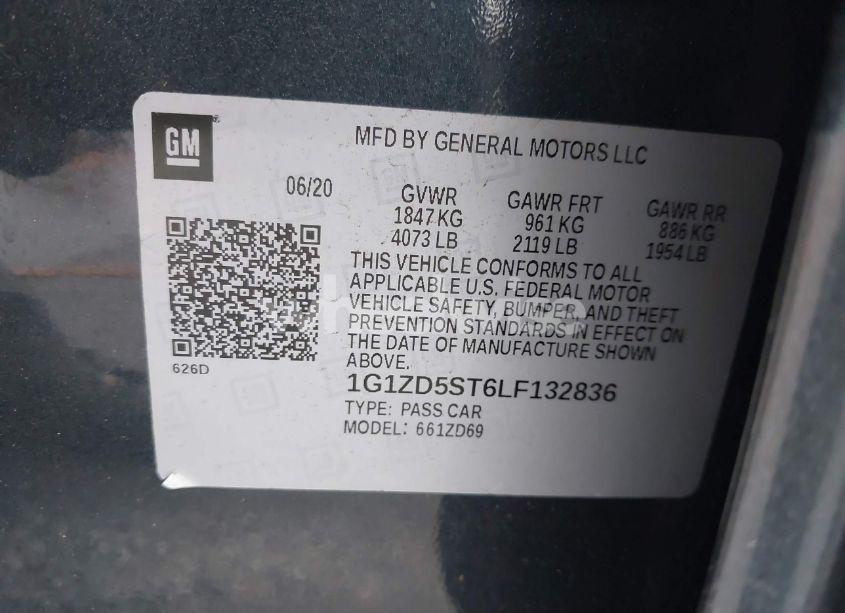 GM
MFD BY GENERAL MOTORS LLC
06/20
GVWR
1847 KG
4073 LB
GAWR FRT
961 KG
2119 LB
GAWR RR
886 KG
1954 LB
THIS VEHICLE CONFORMS TO ALL
APPLICABLE U.S. FEDERAL MOTOR
VEHICLE SAFETY, BUMPER, AND THEFT
PREVENTION STANDARDS IN EFFECT ON
THE DATE OF MANUFACTURE SHOWN
ABOVE.
626D
1G1ZD5ST6LF132836
TYPE: PASS CAR
MODEL: 661ZD69